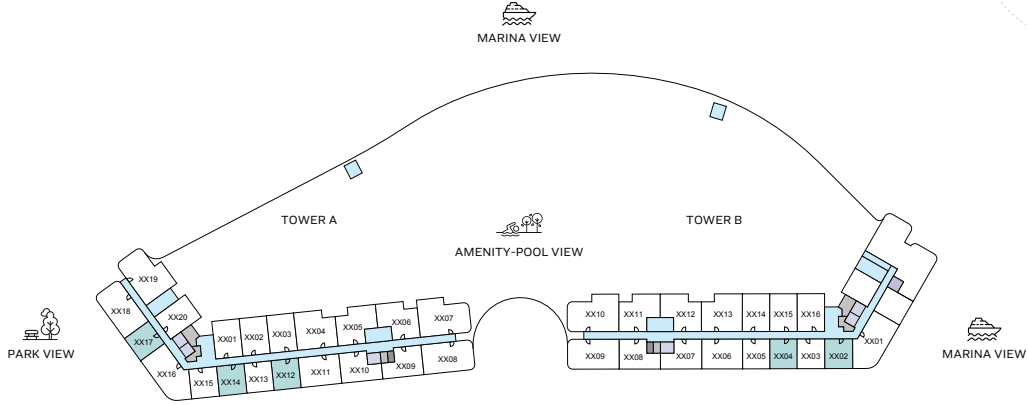 MARINA VIEW
TOWER A
TOWER B
AMENITY-POOL VIEW
PARK VIEW
MARINA VIEW
XX19
XX18
XX20
XX17
XX16
XX01
XX02
XX03
XX04
XX05
XX06
XX07
XX15
XX14
XX13
XX12
XX11
XX10
XX09
XX08
XX10
XX11
XX12
XX13
XX14
XX15
XX16
XX09
XX08
XX07
XX06
XX05
XX04
XX03
XX02
XX01